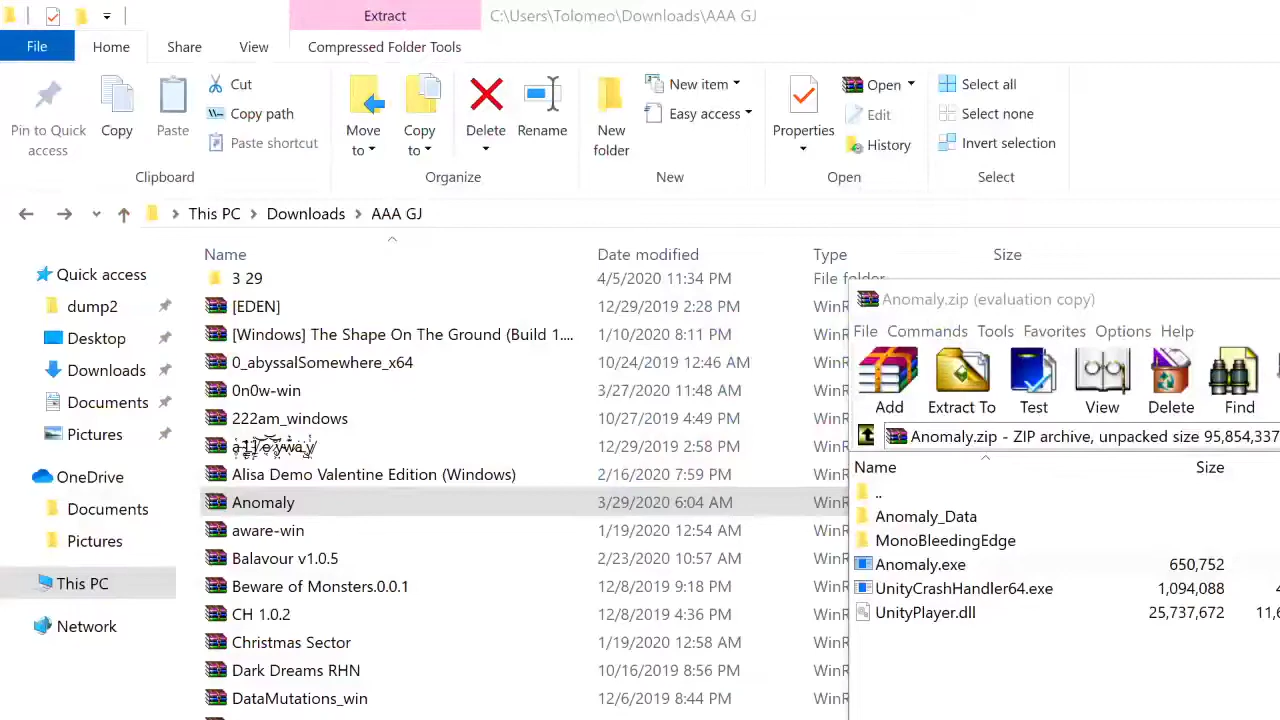 Extract
C:\Users\Tolomeo\Downloads\AAA GJ
File Home Share View Compressed Folder Tools
Pin to Quick access
Copy
Paste
Cut
Copy path
Paste shortcut
Clipboard
Move to
Copy to
Delete
Rename
Organize
New folder
New item
Easy access
New
Properties
Open
Edit
History
Open
Select all
Select none
Invert selection
Select
This PC > Downloads > AAA GJ
Quick access
dump2
Desktop
Downloads
Documents
Pictures
OneDrive
Documents
Pictures
This PC
Network
Name Date modified Type Size
3 29 4/5/2020 11:34 PM File folder
[EDEN] 12/29/2019 2:28 PM WinR
[Windows] The Shape On The Ground (Build 1.... 1/10/2020 8:11 PM
0_abyssalSomewhere_x64 10/24/2019 12:46 AM
0n0w-win 3/27/2020 11:48 AM
222am_windows 10/27/2019 4:49 PM
12/29/2019 2:58 PM
Alisa Demo Valentine Edition (Windows) 2/16/2020 7:59 PM
Anomaly 3/29/2020 6:04 AM WinR
aware-win 1/19/2020 12:54 AM WinR
Balavour v1.0.5 2/23/2020 10:57 AM WinR
Beware of Monsters.0.0.1 12/8/2019 9:18 PM WinR
CH 1.0.2 12/8/2019 4:36 PM WinR
Christmas Sector 1/19/2020 12:58 AM WinR
Dark Dreams RHN 10/16/2019 8:56 PM WinR
DataMutations_win 12/6/2019 8:44 PM WinR
Anomaly.zip (evaluation copy)
File Commands Tools Favorites Options Help
Add Extract To Test View Delete Find
Anomaly.zip - ZIP archive, unpacked size 95,854,337
Name Size
..
Anomaly_Data
MonoBleedingEdge
Anomaly.exe 650,752
UnityCrashHandler64.exe 1,094,088 4
UnityPlayer.dll 25,737,672 11,6